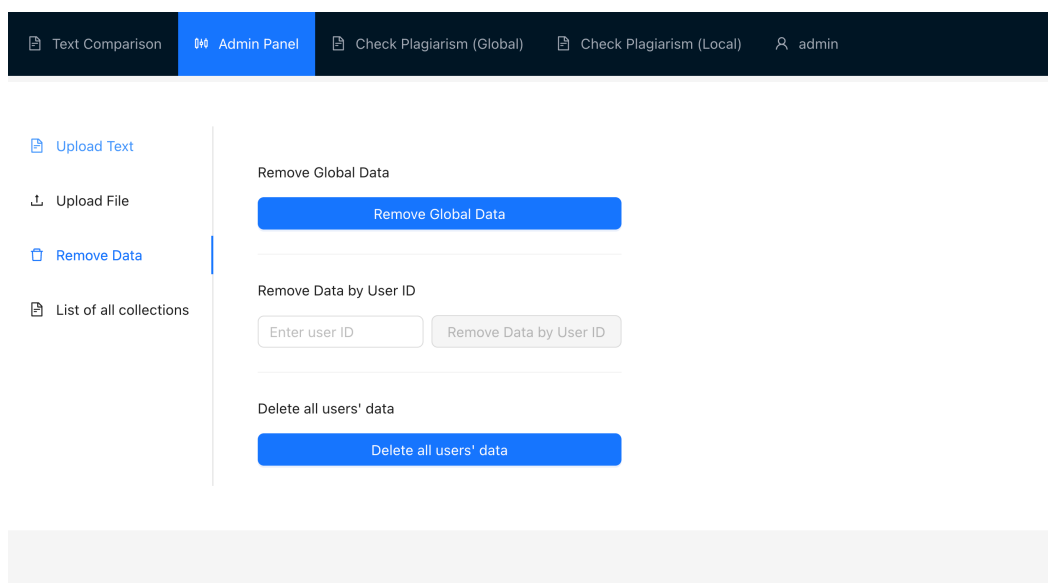 Text Comparison Admin Panel Check Plagiarism (Global) Check Plagiarism (Local) admin
Upload Text
Upload File
Remove Data
List of all collections
Remove Global Data
Remove Global Data
Remove Data by User ID
Enter user ID Remove Data by User ID
Delete all users' data
Delete all users' data